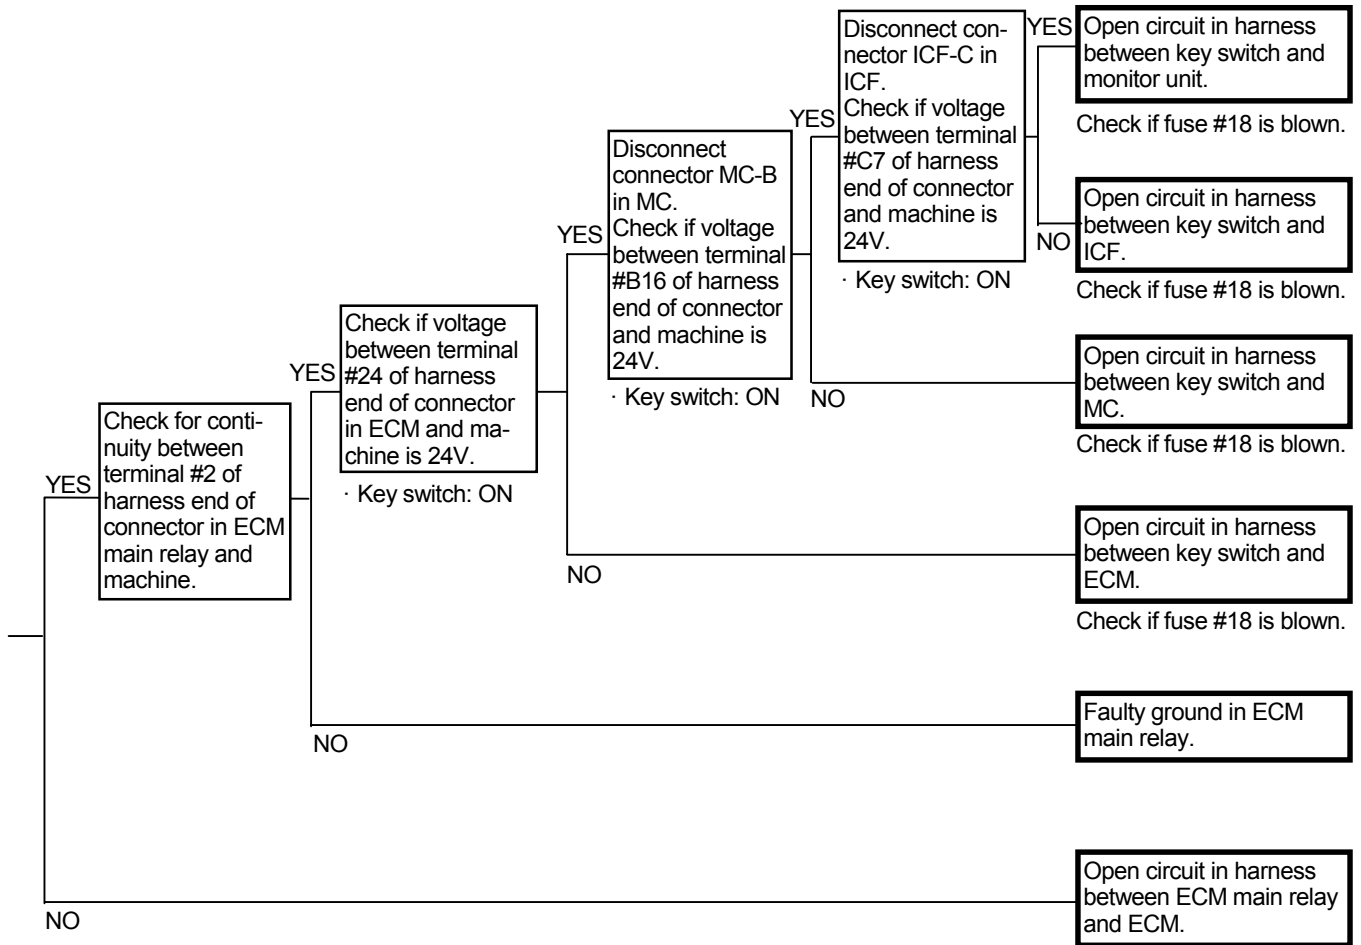 YES
Check for conti-
nuity between
terminal #2 of
harness end of
connector in ECM
main relay and
machine.
YES
Check if voltage
between terminal
#24 of harness
end of connector
in ECM and ma-
chine is 24V.
· Key switch: ON
YES
Disconnect
connector MC-B
in MC.
Check if voltage
between terminal
#B16 of harness
end of connector
and machine is
24V.
· Key switch: ON
YES
Disconnect con-
nector ICF-C in
ICF.
Check if voltage
between terminal
#C7 of harness
end of connector
and machine is
24V.
· Key switch: ON
YES
Open circuit in harness
between key switch and
monitor unit.
Check if fuse #18 is blown.
NO
Open circuit in harness
between key switch and
ICF.
Check if fuse #18 is blown.
NO
Open circuit in harness
between key switch and
MC.
Check if fuse #18 is blown.
NO
Open circuit in harness
between key switch and
ECM.
Check if fuse #18 is blown.
NO
Faulty ground in ECM
main relay.
NO
Open circuit in harness
between ECM main relay
and ECM.